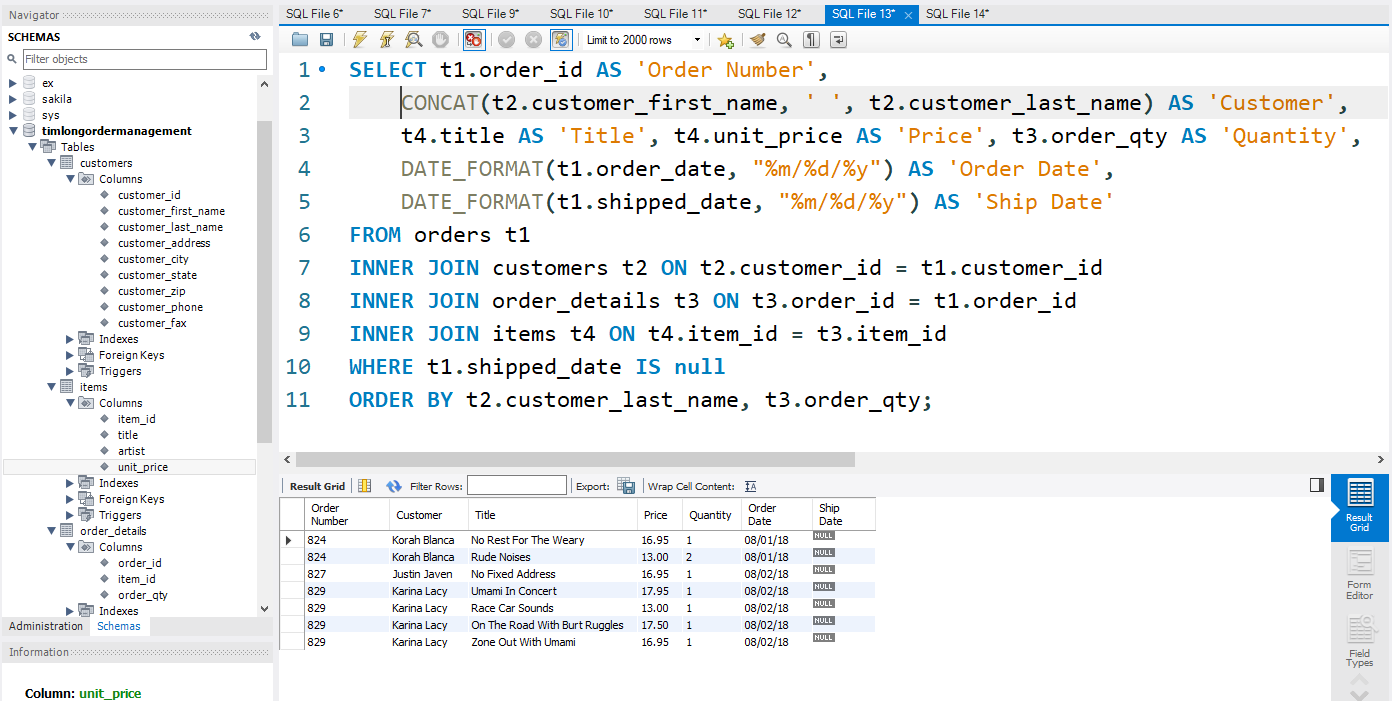 Navigator
SCHEMAS
Filter objects
ex
sakila
sys
timlongordermanagement
Tables
customers
Columns
customer_id
customer_first_name
customer_last_name
customer_address
customer_city
customer_state
customer_zip
customer_phone
customer_fax
Indexes
Foreign Keys
Triggers
items
Columns
item_id
title
artist
unit_price
Indexes
Foreign Keys
Triggers
order_details
Columns
order_id
item_id
order_qty
Indexes
Administration Schemas
Information
Column: unit_price
SQL File 6* SQL File 7* SQL File 9* SQL File 10* SQL File 11* SQL File 12* SQL File 13* SQL File 14*
Limit to 2000 rows
1 SELECT t1.order_id AS 'Order Number',
2 CONCAT(t2.customer_first_name, ' ', t2.customer_last_name) AS 'Customer',
3 t4.title AS 'Title', t4.unit_price AS 'Price', t3.order_qty AS 'Quantity',
4 DATE_FORMAT(t1.order_date, "%m/%d/%y") AS 'Order Date',
5 DATE_FORMAT(t1.shipped_date, "%m/%d/%y") AS 'Ship Date'
6 FROM orders t1
7 INNER JOIN customers t2 ON t2.customer_id = t1.customer_id
8 INNER JOIN order_details t3 ON t3.order_id = t1.order_id
9 INNER JOIN items t4 ON t4.item_id = t3.item_id
10 WHERE t1.shipped_date IS null
11 ORDER BY t2.customer_last_name, t3.order_qty;
Result Grid Filter Rows: Export: Wrap Cell Content: IA
Order Number Customer Title Price Quantity Order Date Ship Date
824 Korah Blanca No Rest For The Weary 16.95 1 08/01/18 NULL
824 Korah Blanca Rude Noises 13.00 2 08/01/18 NULL
827 Justin Javen No Fixed Address 16.95 1 08/02/18 NULL
829 Karina Lacy Umami In Concert 17.95 1 08/02/18 NULL
829 Karina Lacy Race Car Sounds 13.00 1 08/02/18 NULL
829 Karina Lacy On The Road With Burt Ruggles 17.50 1 08/02/18 NULL
829 Karina Lacy Zone Out With Umami 16.95 1 08/02/18 NULL
Result
Grid
Form
Editor
Field
Types